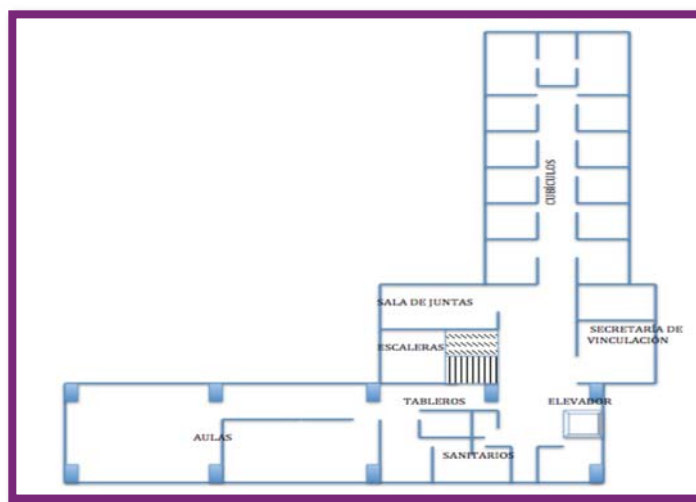 CUBÍCULOS
SALA DE JUNTAS
SECRETARÍA DE
VINCULACIÓN
ESCALERAS
TABLEROS
ELEVADOR
AULAS
SANITARIOS